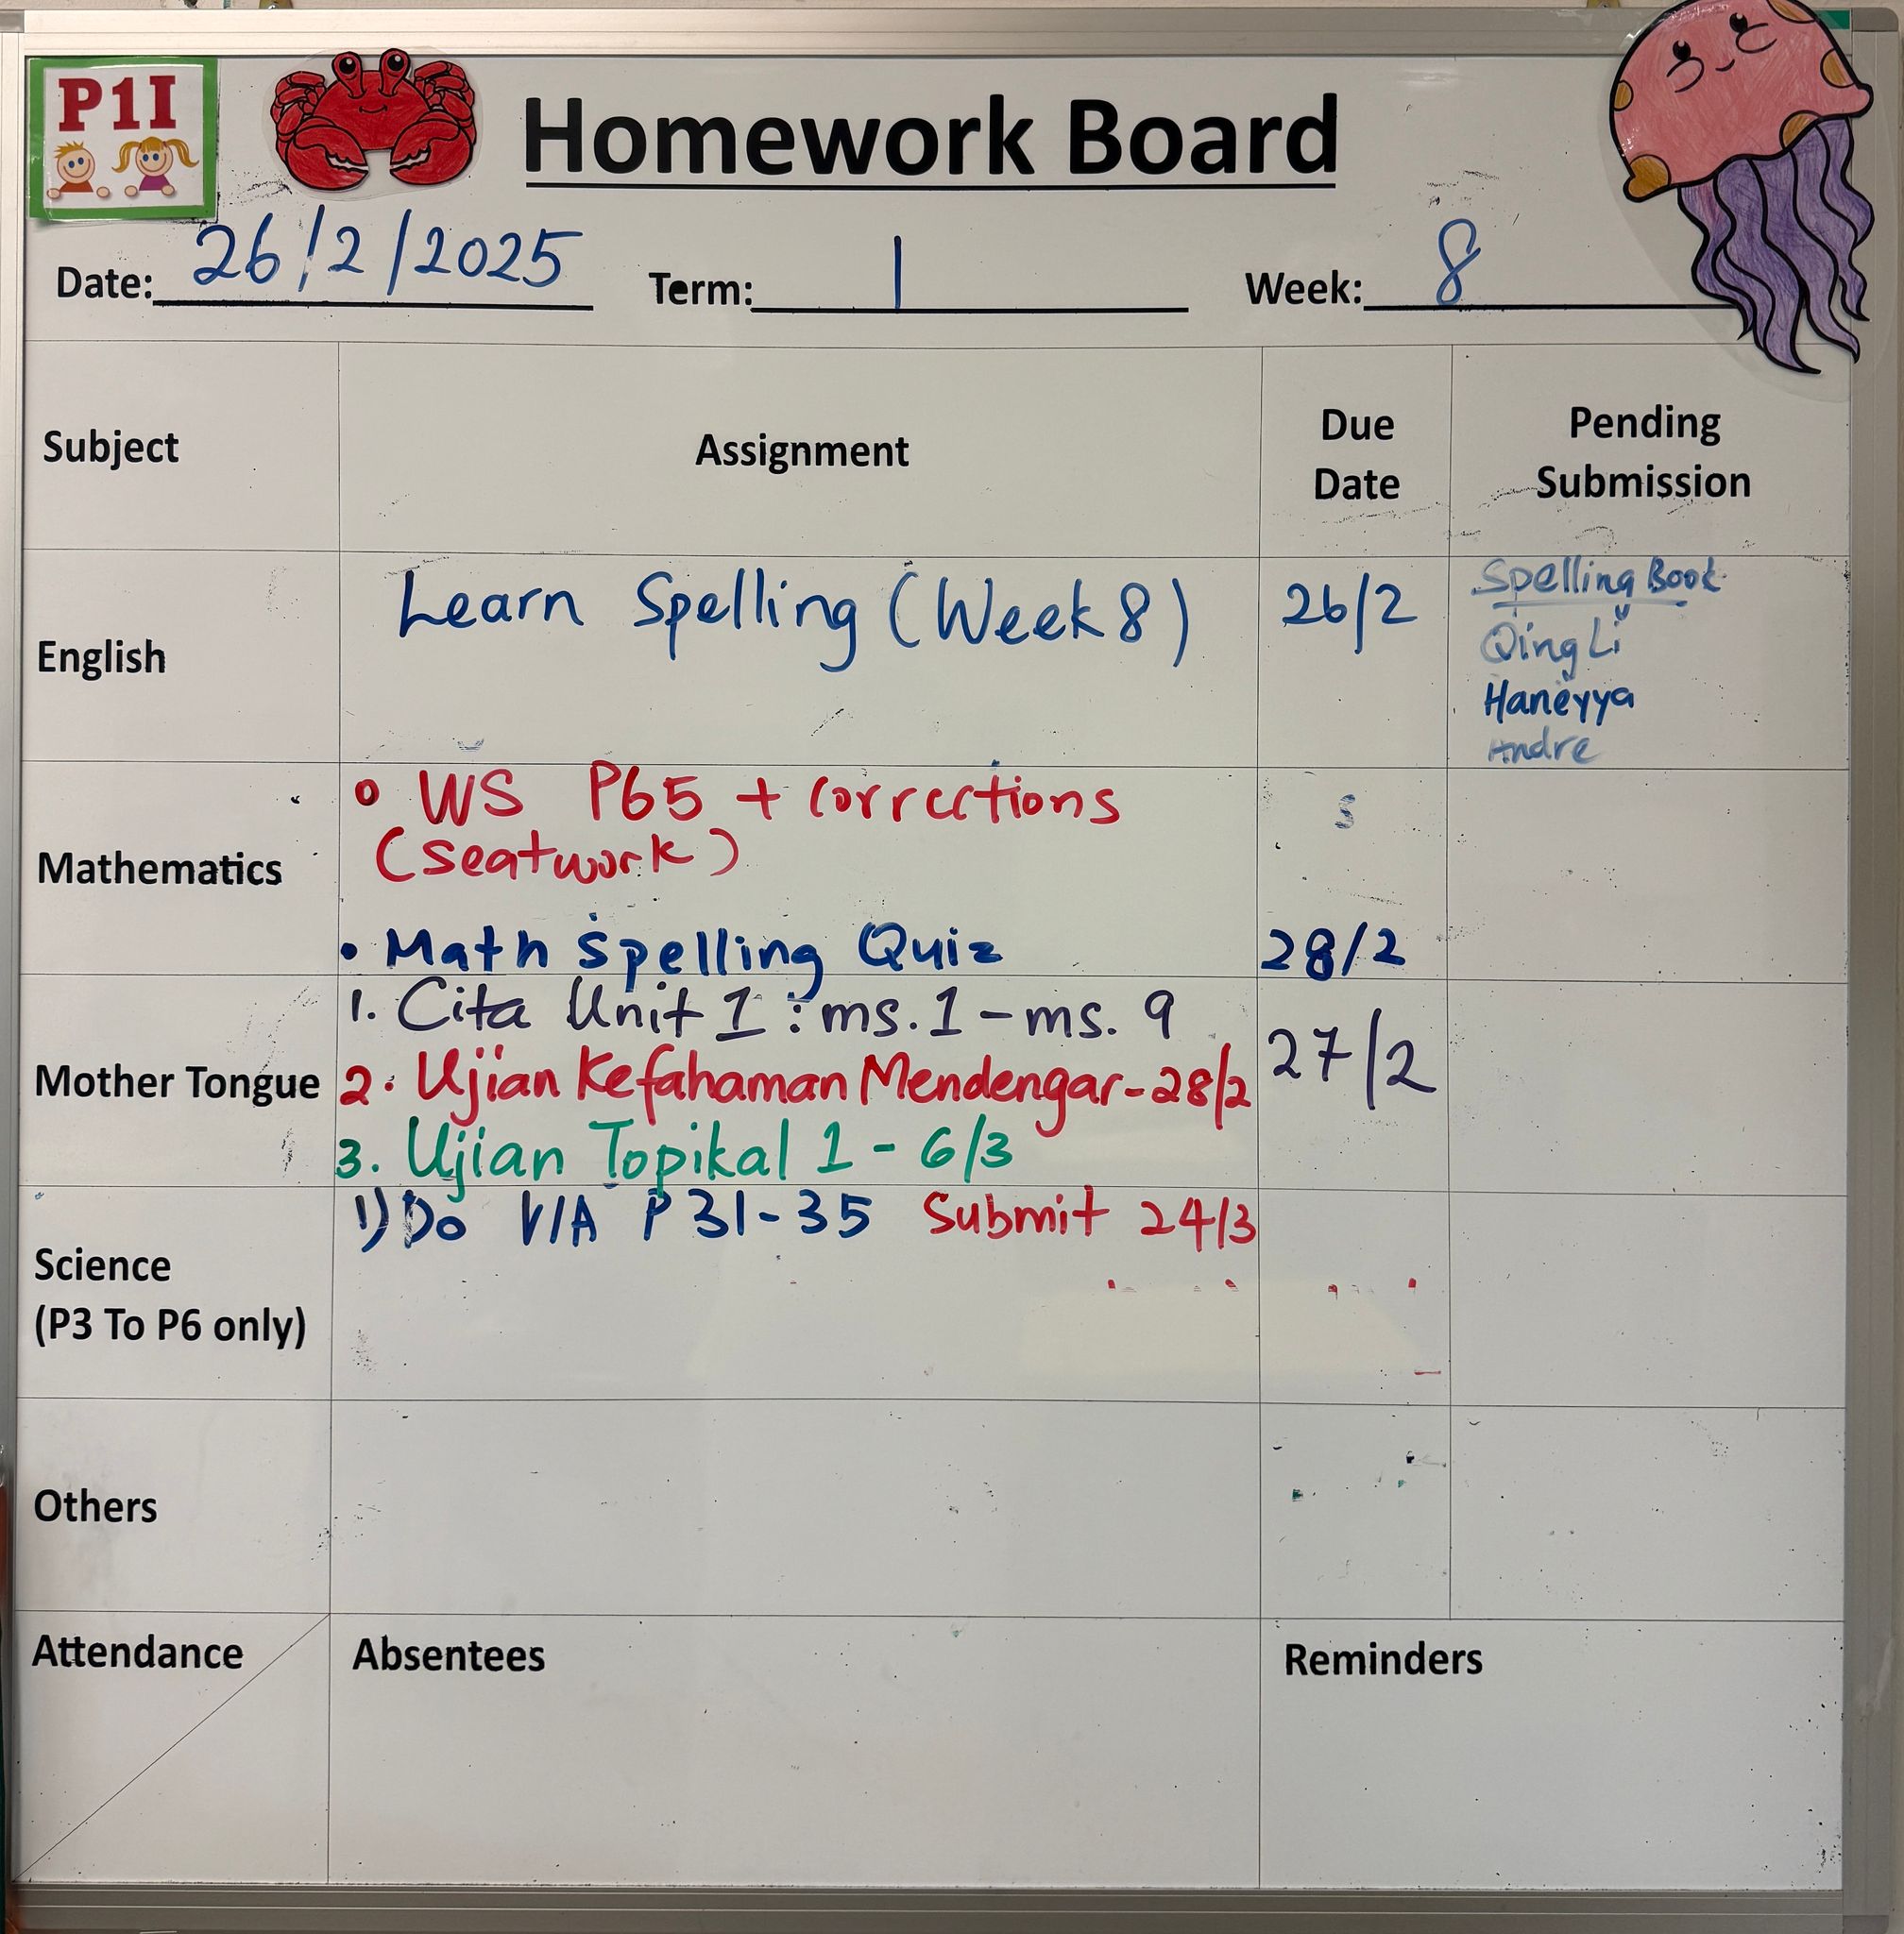 P1I
Homework Board
Date: 26/2/2025 Term: 1 Week: 8
Subject Assignment Due Date Pending Submission
English Learn Spelling (Week 8) 26/2 Spelling Book
Qing Li
Haneyya
Andre
Mathematics • WS P65 + corrections
(seatwork)
• Math Spelling Quiz 28/2
Mother Tongue 1. Cita Unit 1 : ms. 1 - ms. 9 27/2
2. Ujian Kefahaman Mendengar - 28/2
3. Ujian Topikal 1 - 6/3
Science
(P3 To P6 only) 1) Do V/A P 31-35 Submit 24/3
Others
Attendance Absentees Reminders